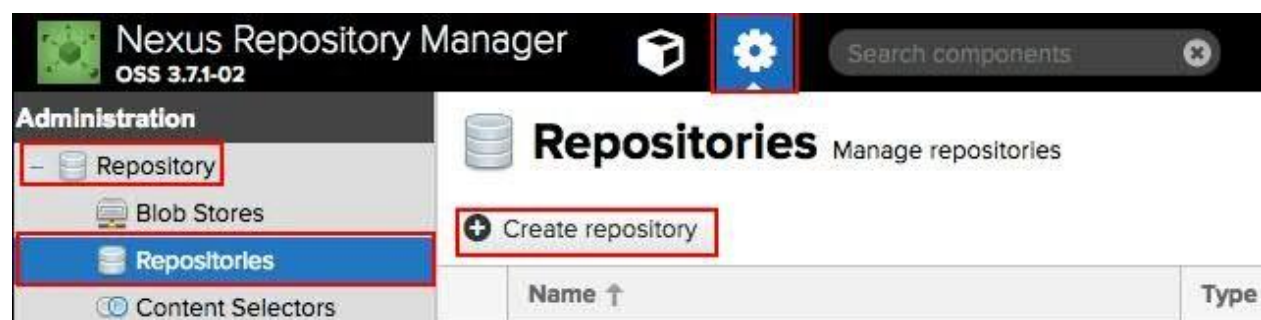 Nexus Repository Manager
OSS 3.7.1-02
Search components
Administration
Repository
Blob Stores
Repositories
Content Selectors
Repositories Manage repositories
Create repository
Name ↑
Type